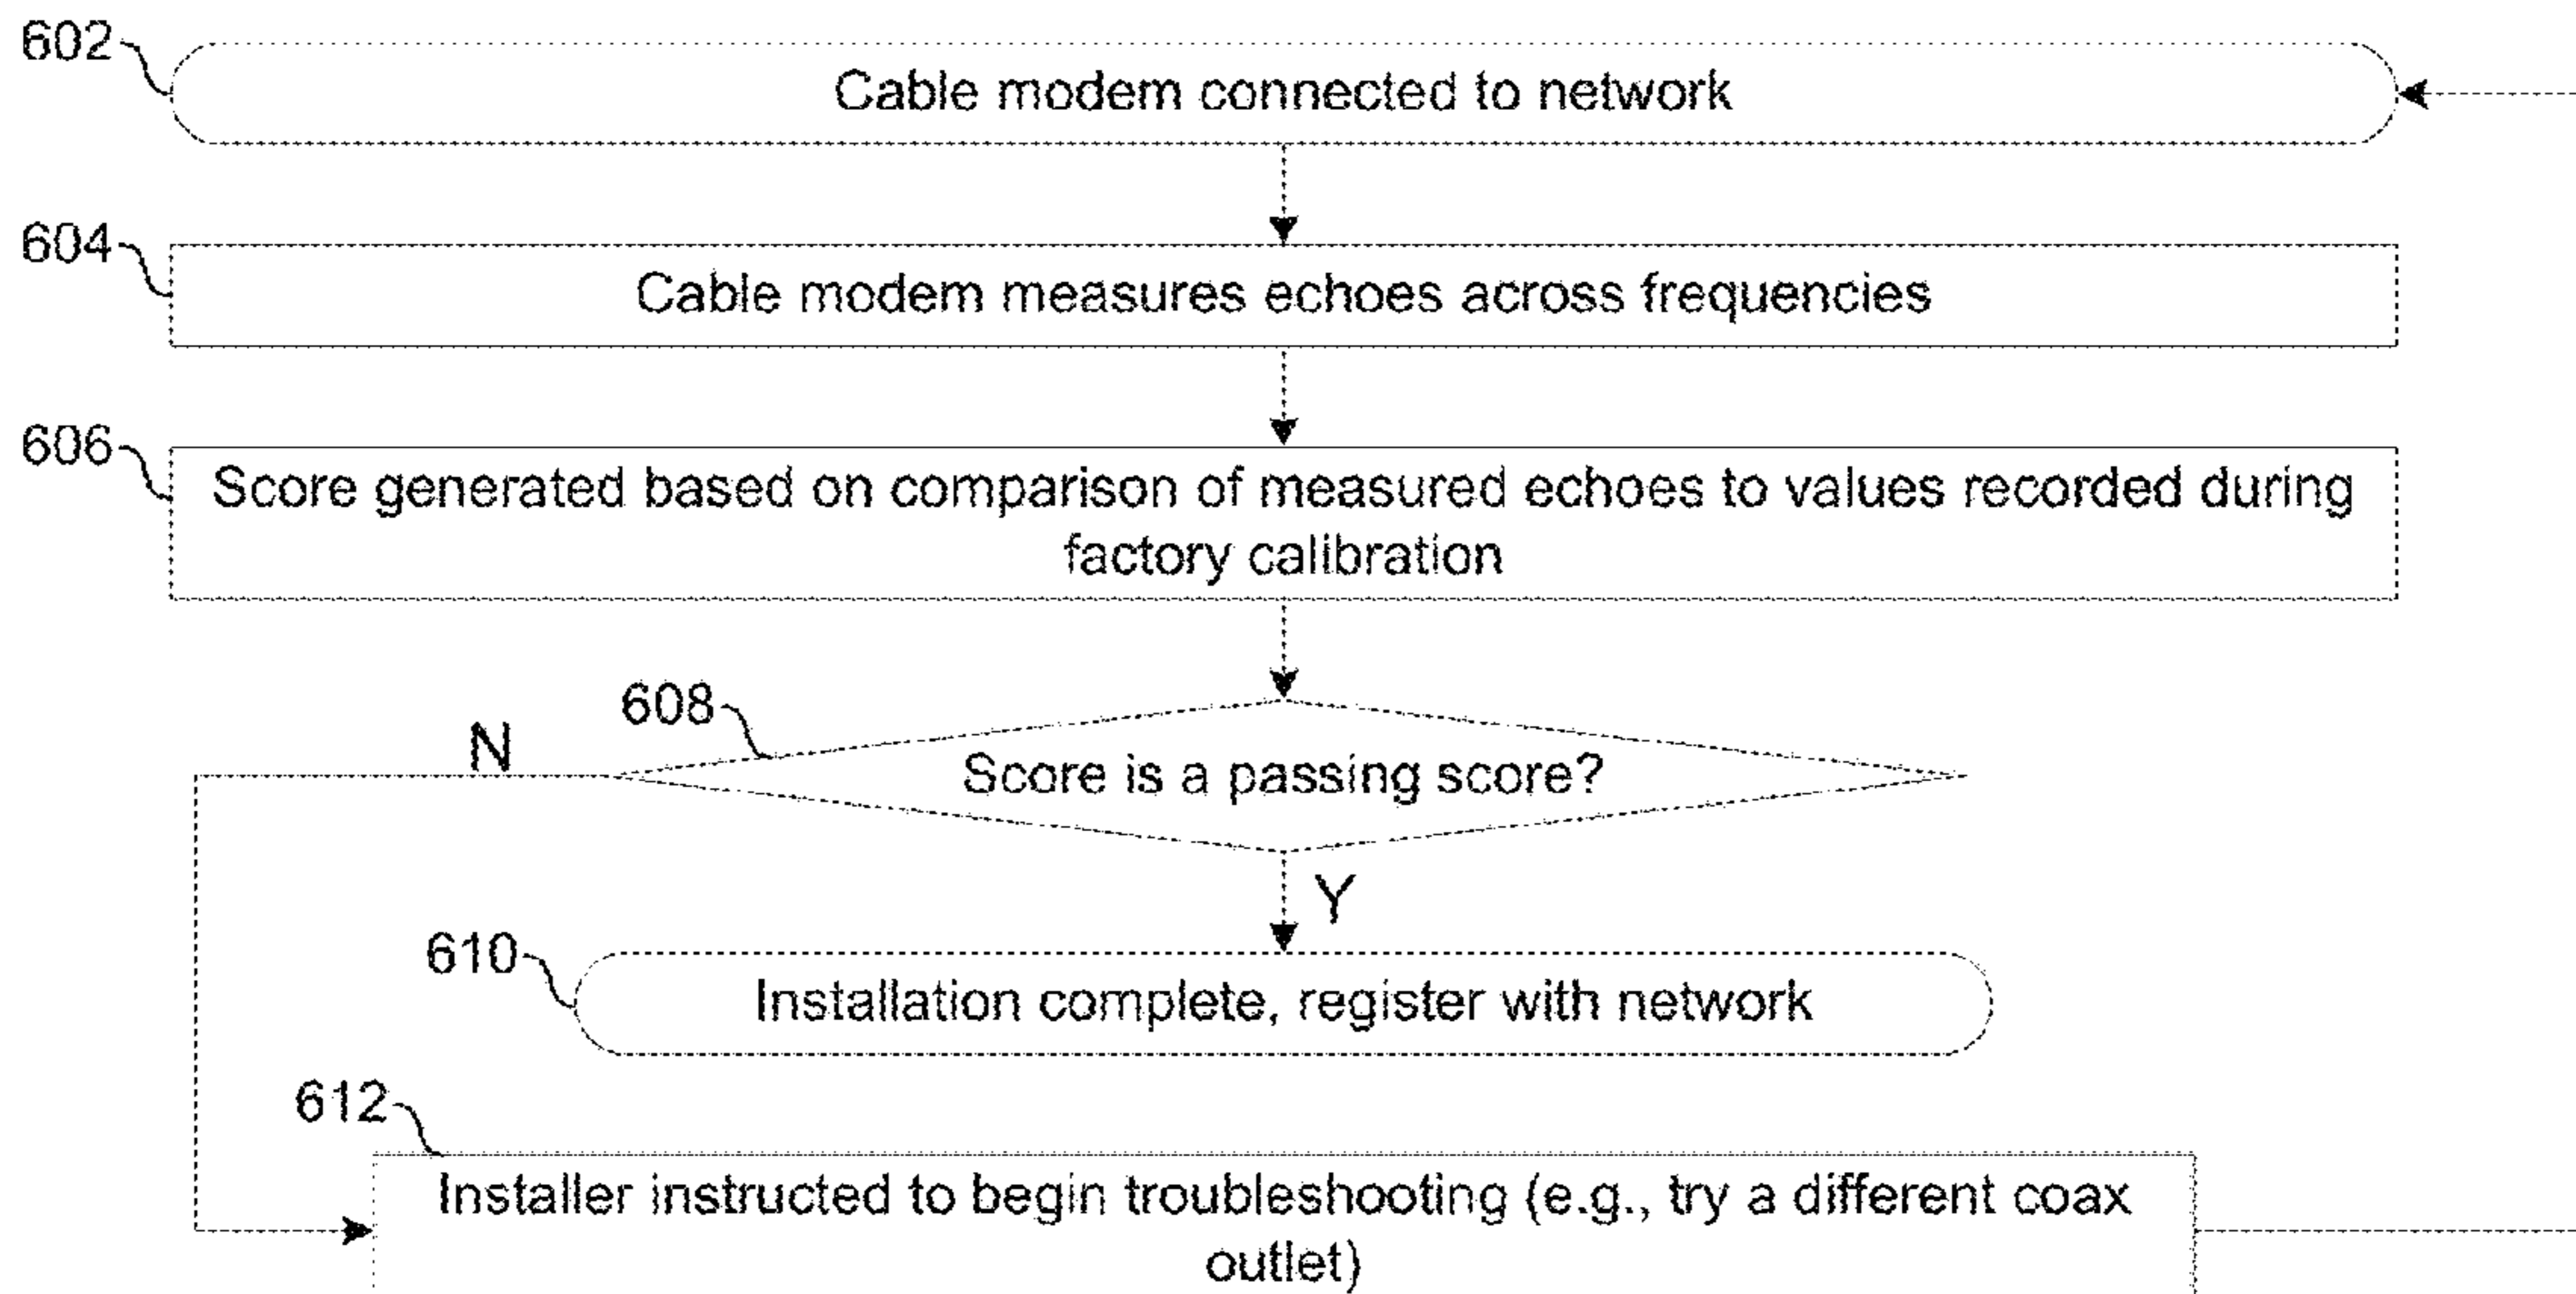 602
Cable modem connected to network
604
Cable modem measures echoes across frequencies
606
Score generated based on comparison of measured echoes to values recorded during
factory calibration
608
N
Score is a passing score?
Y
610
Installation complete, register with network
612
Installer instructed to begin troubleshooting (e.g., try a different coax
outlet)